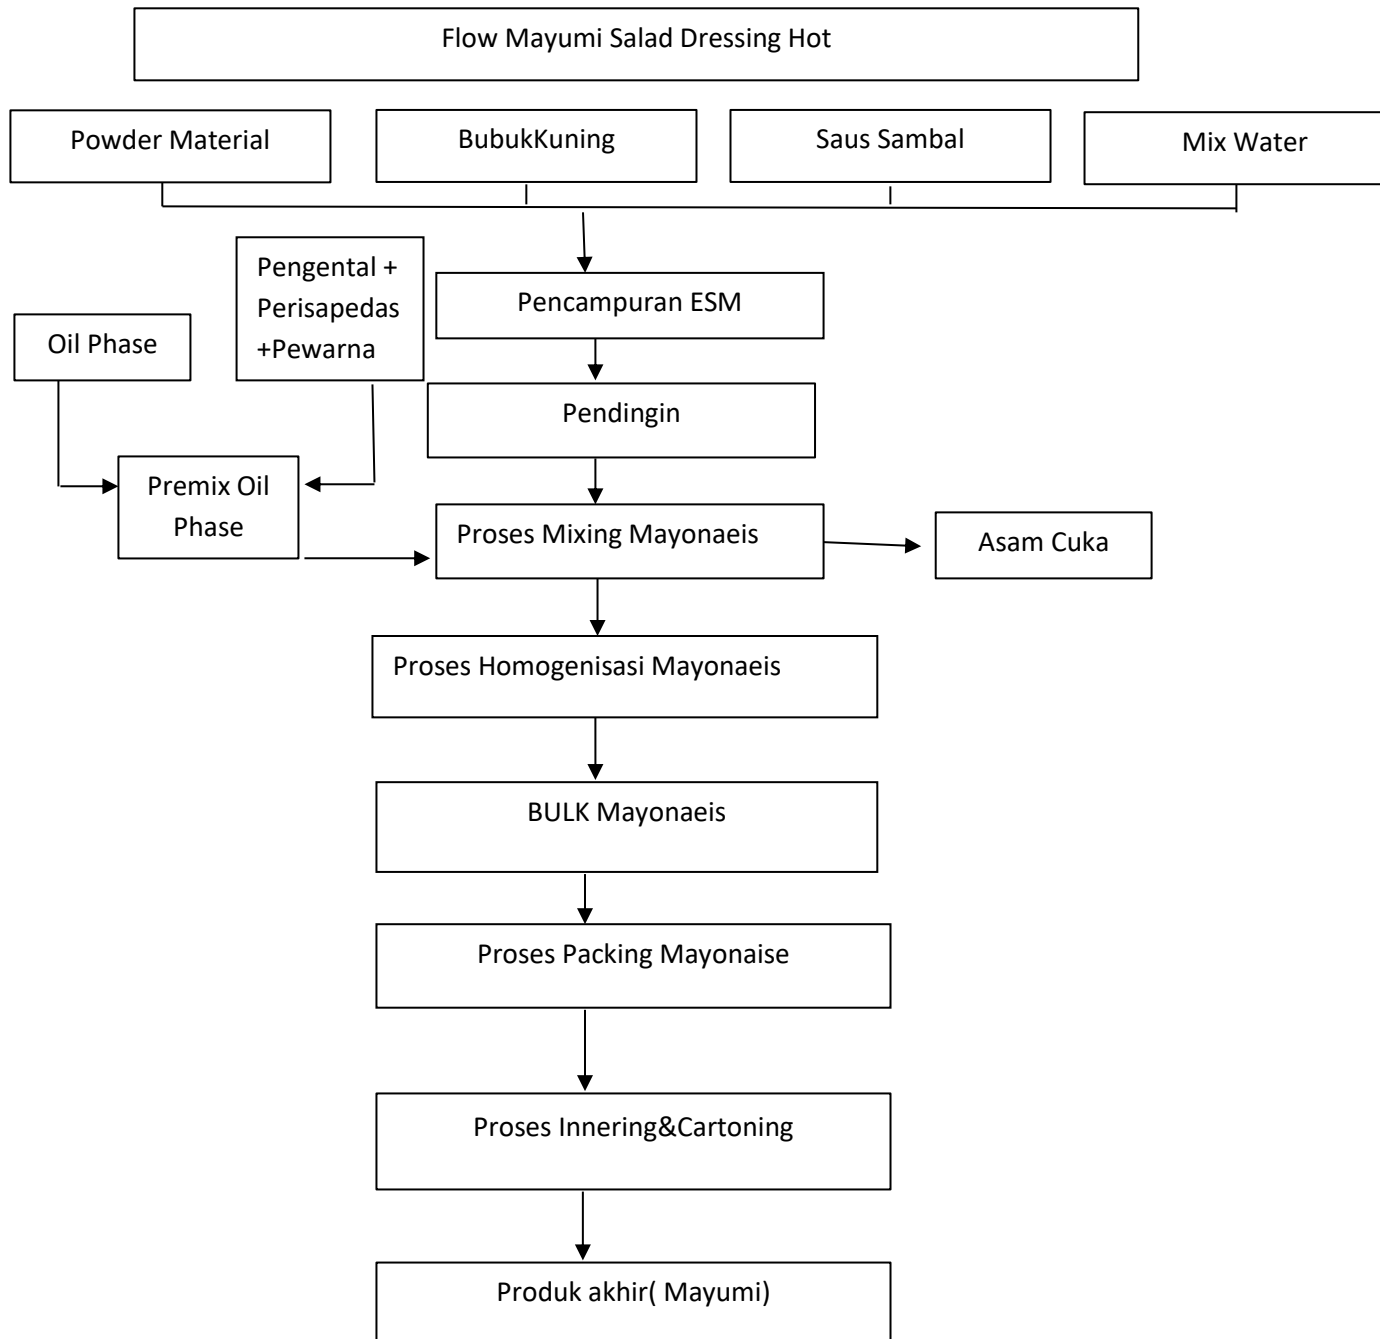 Flow Mayumi Salad Dressing Hot
Powder Material
BubukKuning
Saus Sambal
Mix Water
Pengental +
Perisapedas
+Pewarna
Pencampuran ESM
Oil Phase
Pendingin
Premix Oil
Phase
Proses Mixing Mayonaeis
Asam Cuka
Proses Homogenisasi Mayonaeis
BULK Mayonaeis
Proses Packing Mayonaise
Proses Innering&Cartoning
Produk akhir( Mayumi)